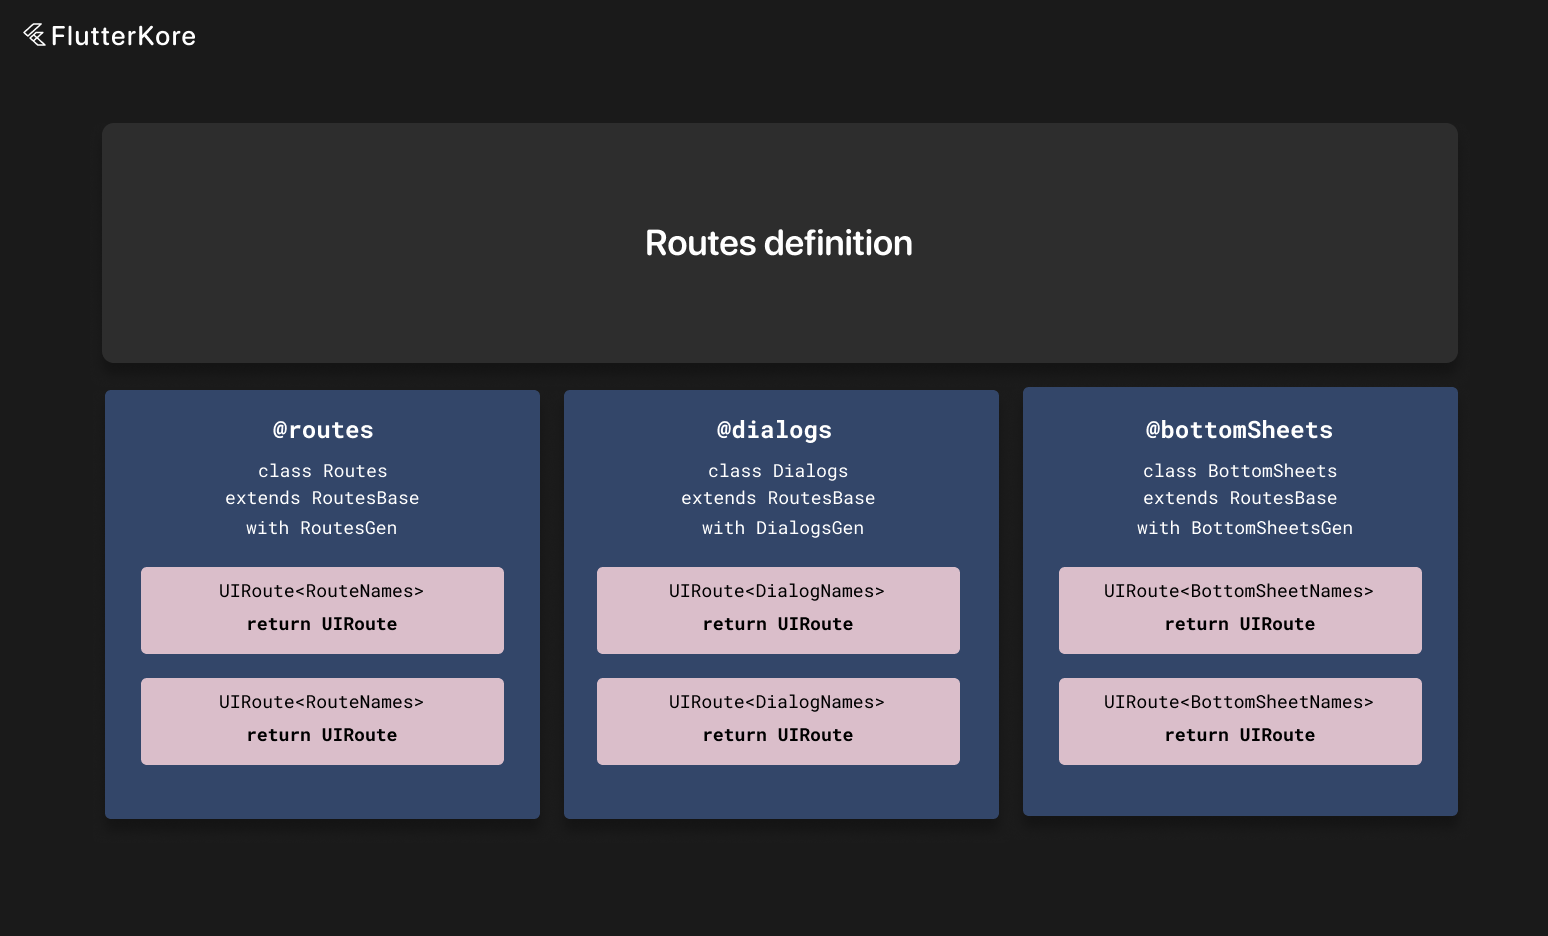 FlutterKore
Routes definition
@routes
class Routes
extends RoutesBase
with RoutesGen
UIRoute<RouteNames>
return UIRoute
UIRoute<RouteNames>
return UIRoute
@dialogs
class Dialogs
extends RoutesBase
with DialogsGen
UIRoute<DialogNames>
return UIRoute
UIRoute<DialogNames>
return UIRoute
@bottomSheets
class BottomSheets
extends RoutesBase
with BottomSheetsGen
UIRoute<BottomSheetNames>
return UIRoute
UIRoute<BottomSheetNames>
return UIRoute